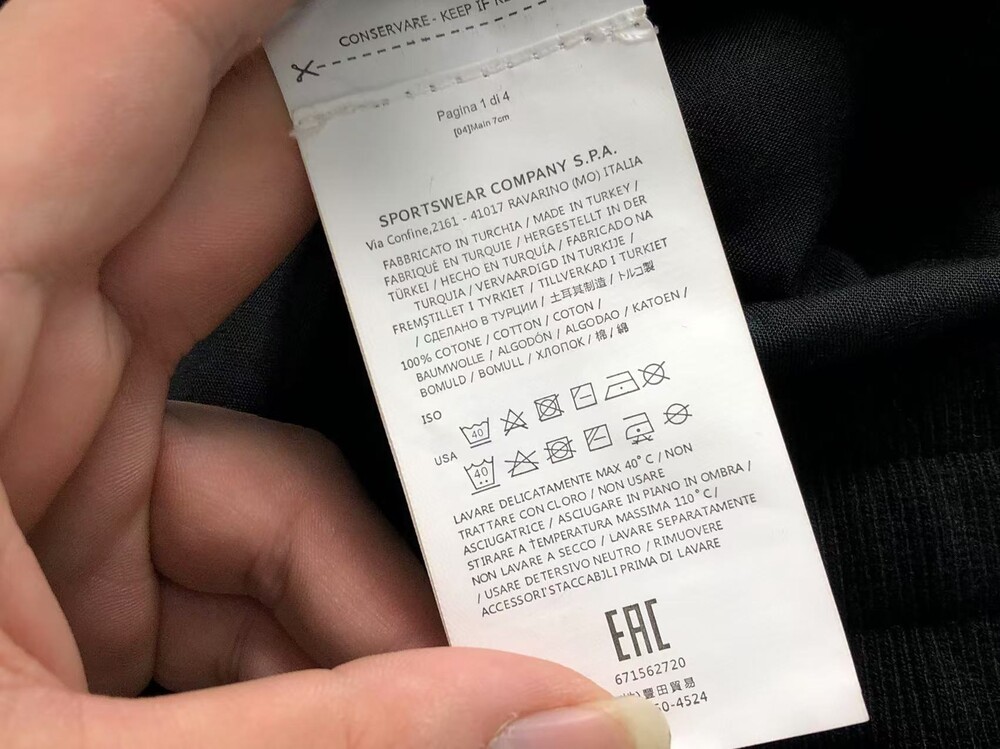 CONSERVARE - KEEP IF
Pagina 1 di 4
[04]Main 7cm
SPORTSWEAR COMPANY S.P.A.
Via Confine,2161 - 41017 RAVARINO (MO) ITALIA
FABBRICATO IN TURCHIA / MADE IN TURKEY /
FABRIQUÉ EN TURQUIE / HERGESTELLT IN DER
TÜRKEI / HECHO EN TURQUÍA / FABRICADO NA
TURQUIA / VERVAARDIGD IN TURKIJE /
FREMSTILLET I TYRKIET / TILLVERKAD I TURKIET
/ СДЕЛАНО В ТУРЦИИ / 土耳其制造 / トルコ製
100% COTONE / COTTON / COTON /
BAUMWOLLE / ALGODÓN / ALGODAO / KATOEN /
BOMULD / BOMULL / ХЛОПОК / 棉 / 綿
ISO
40
USA
40
LAVARE DELICATAMENTE MAX 40° C / NON
TRATTARE CON CLORO / NON USARE
ASCIUGATRICE / ASCIUGARE IN PIANO IN OMBRA /
STIRARE A TEMPERATURA MASSIMA 110° C /
NON LAVARE A SECCO / LAVARE SEPARATAMENTE
/ USARE DETERSIVO NEUTRO / RIMUOVERE
ACCESSORI STACCABILI PRIMA DI LAVARE
EAC
671562720
豊田貿易
0-4524